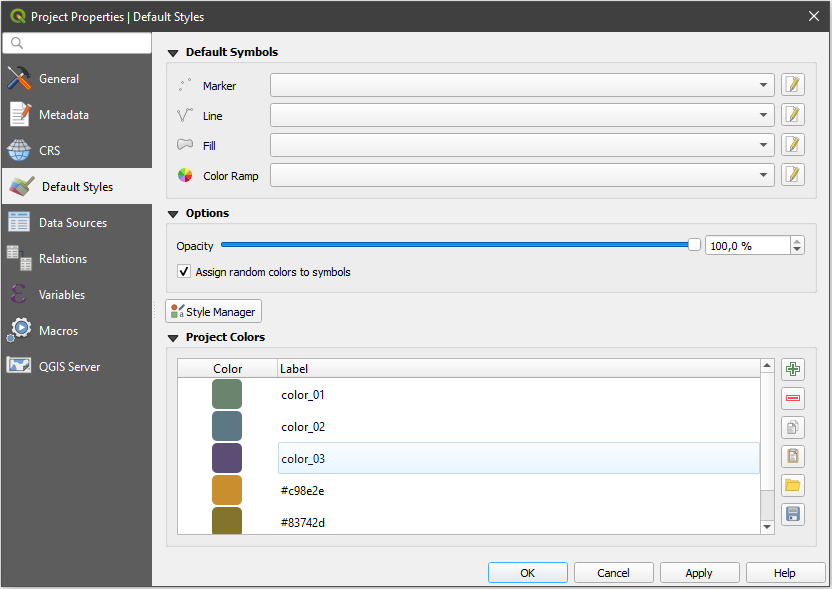 Project Properties | Default Styles
General
Metadata
CRS
Default Styles
Data Sources
Relations
Variables
Macros
QGIS Server
Default Symbols
Marker
Line
Fill
Color Ramp
Options
Opacity 100,0 %
Assign random colors to symbols
Style Manager
Project Colors
Color Label
color_01
color_02
color_03
#c98e2e
#83742d
OK Cancel Apply Help